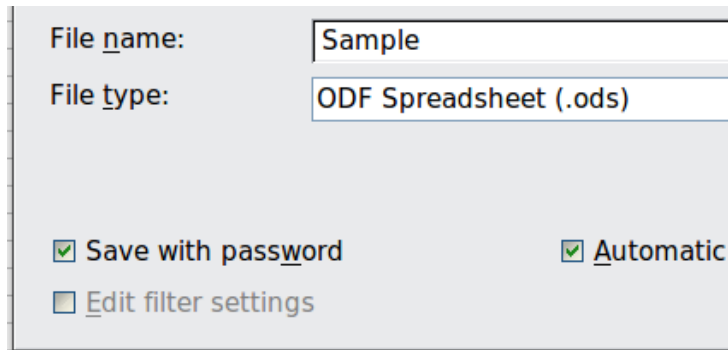 File name: Sample
File type: ODF Spreadsheet (.ods)
Save with password Automatic
Edit filter settings